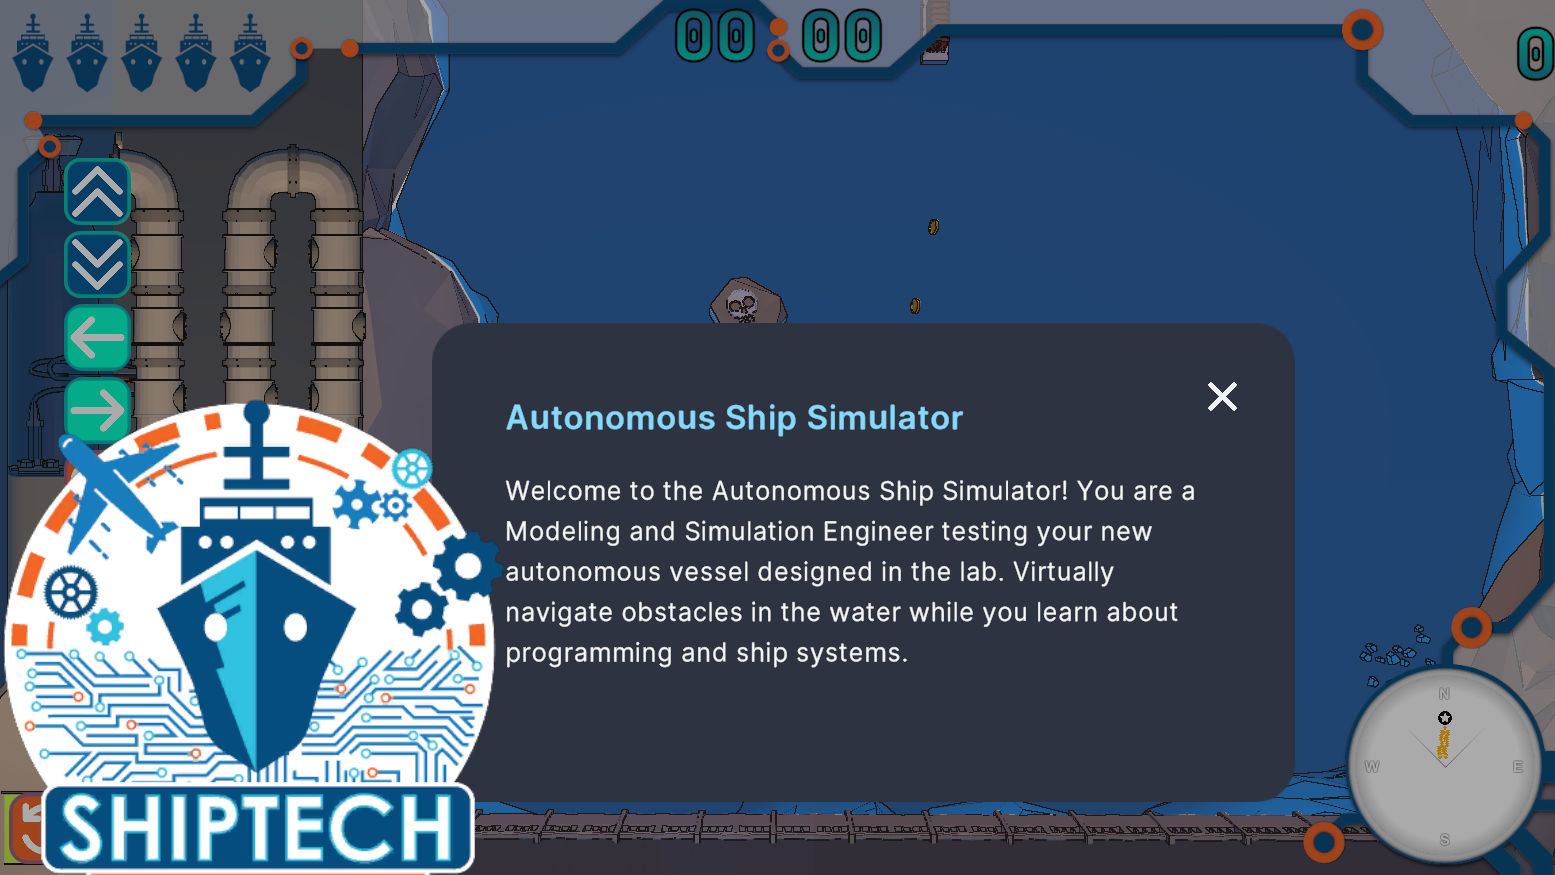 00 00
0
Autonomous Ship Simulator
Welcome to the Autonomous Ship Simulator! You are a
Modeling and Simulation Engineer testing your new
autonomous vessel designed in the lab. Virtually
navigate obstacles in the water while you learn about
programming and ship systems.
N
W
E
S
SHIPTECH